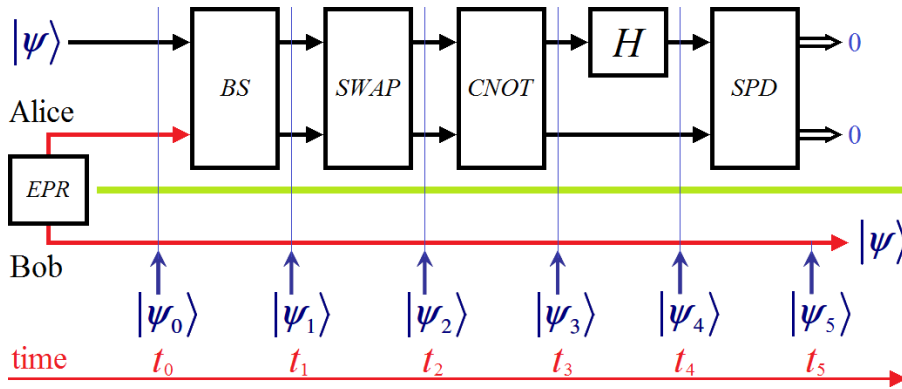 |ψ⟩
Alice
BS SWAP CNOT H SPD 0
0
EPR
|ψ⟩
Bob
|ψ₀⟩ |ψ₁⟩ |ψ₂⟩ |ψ₃⟩ |ψ₄⟩ |ψ₅⟩
time t₀ t₁ t₂ t₃ t₄ t₅